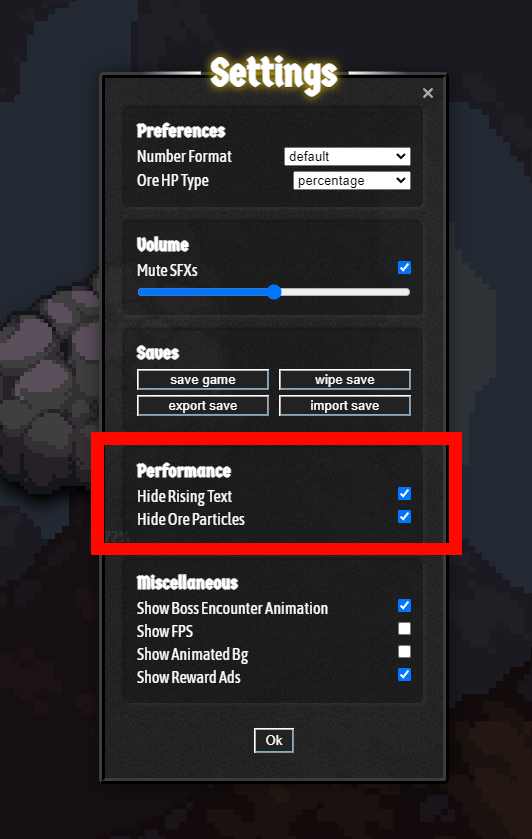 Settings
×
Preferences
Number Format default
Ore HP Type percentage
Volume
Mute SFXs
Saves
save game wipe save
export save import save
Performance
Hide Rising Text
Hide Ore Particles
77%
Miscellaneous
Show Boss Encounter Animation
Show FPS
Show Animated Bg
Show Reward Ads
Ok